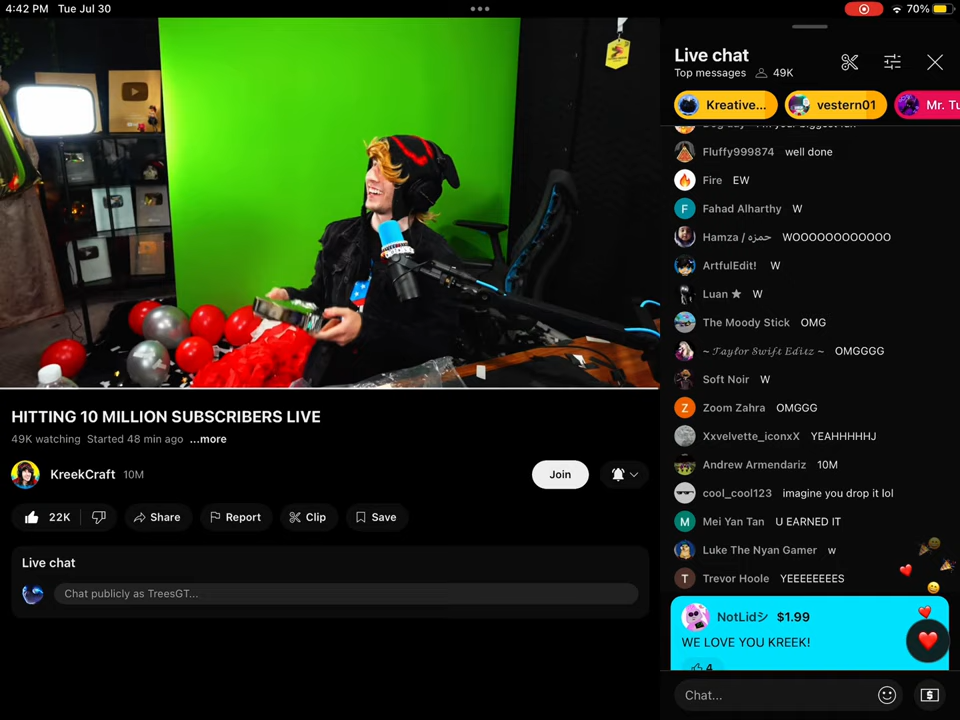 4:42 PM Tue Jul 30
70%
HITTING 10 MILLION SUBSCRIBERS LIVE
49K watching Started 48 min ago ...more
KreekCraft 10M
Join
22K
Share
Report
Clip
Save
Live chat
Chat publicly as TreesGT...
Live chat
Top messages 49K
Kreative...
vestern01
Mr. Tu
Fluffy999874 well done
Fire EW
Fahad Alharthy W
Hamza / حمزه WOOOOOOOOOOOO
ArtfulEdit! W
Luan ★ W
The Moody Stick OMG
~ 𝓣𝓪𝔂𝓵𝓸𝓻 𝓢𝔀𝓲𝓯𝓽 𝓔𝓭𝓲𝓽𝔃 ~ OMGGGG
Soft Noir W
Zoom Zahra OMGGG
Xxvelvette_iconxX YEAHHHHHJ
Andrew Armendariz 10M
cool_cool123 imagine you drop it lol
Mei Yan Tan U EARNED IT
Luke The Nyan Gamer w
Trevor Hoole YEEEEEEEES
NotLidシ $1.99
WE LOVE YOU KREEK!
4
Chat...